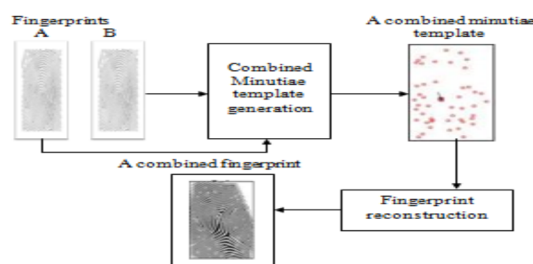 Fingerprints
A B
Combined
Minutiae
template
generation
A combined minutiae
template
A combined fingerprint
Fingerprint
reconstruction